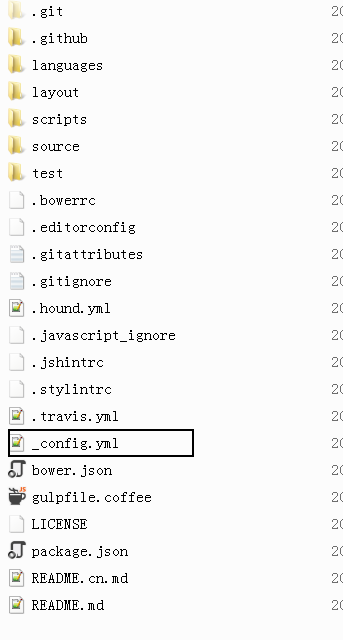 .git 20
.github 20
languages 20
layout 20
scripts 20
source 20
test 20
.bowerrc 20
.editorconfig 20
.gitattributes 20
.gitignore 20
.hound.yml 20
.javascript_ignore 20
.jshintrc 20
.stylintrc 20
.travis.yml 20
_config.yml 20
bower.json 20
gulpfile.coffee 20
LICENSE 20
package.json 20
README.cn.md 20
README.md 20